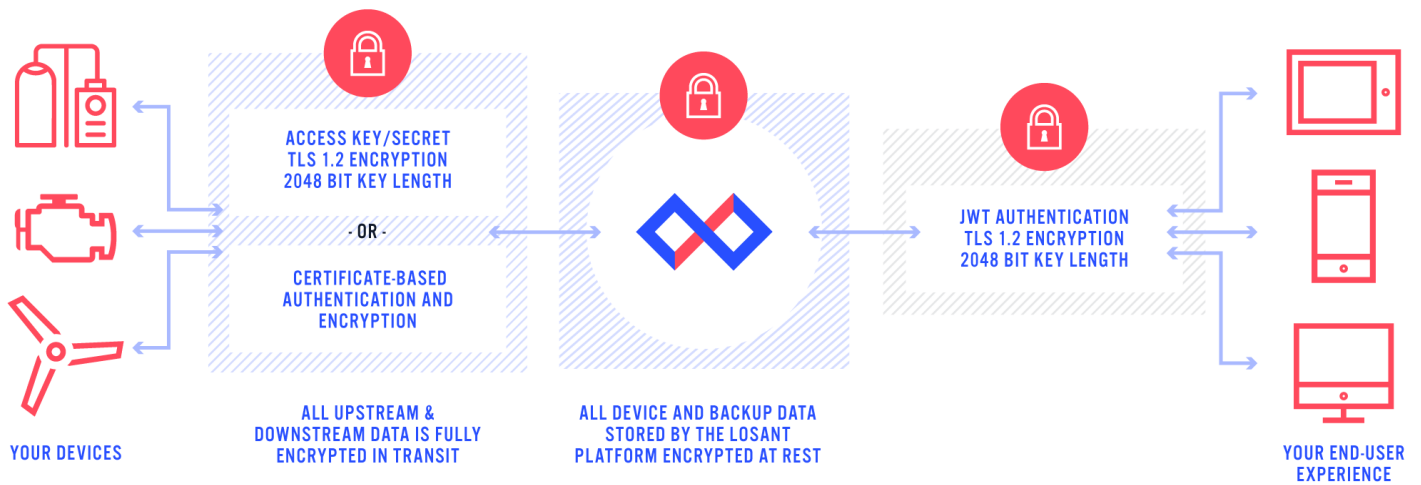 ACCESS KEY/SECRET
TLS 1.2 ENCRYPTION
2048 BIT KEY LENGTH
- OR -
CERTIFICATE-BASED
AUTHENTICATION AND
ENCRYPTION
JWT AUTHENTICATION
TLS 1.2 ENCRYPTION
2048 BIT KEY LENGTH
YOUR DEVICES
ALL UPSTREAM &
DOWNSTREAM DATA IS FULLY
ENCRYPTED IN TRANSIT
ALL DEVICE AND BACKUP DATA
STORED BY THE LOSANT
PLATFORM ENCRYPTED AT REST
YOUR END-USER
EXPERIENCE